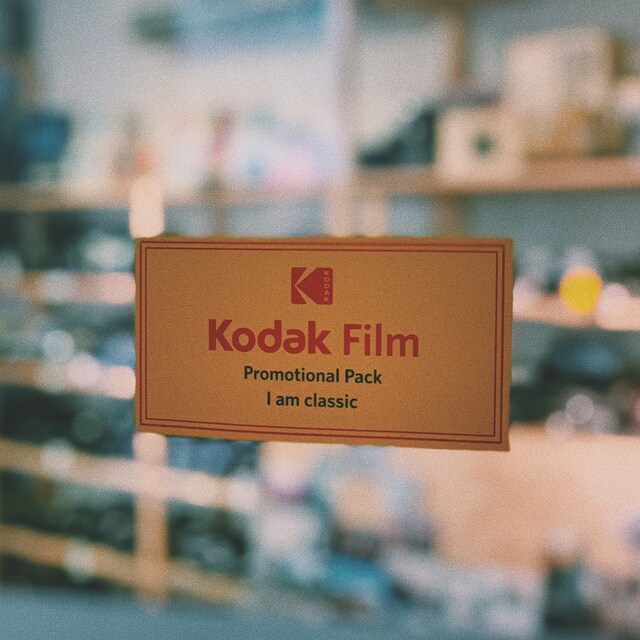 KODAK
Kodak Film
Promotional Pack
I am classic